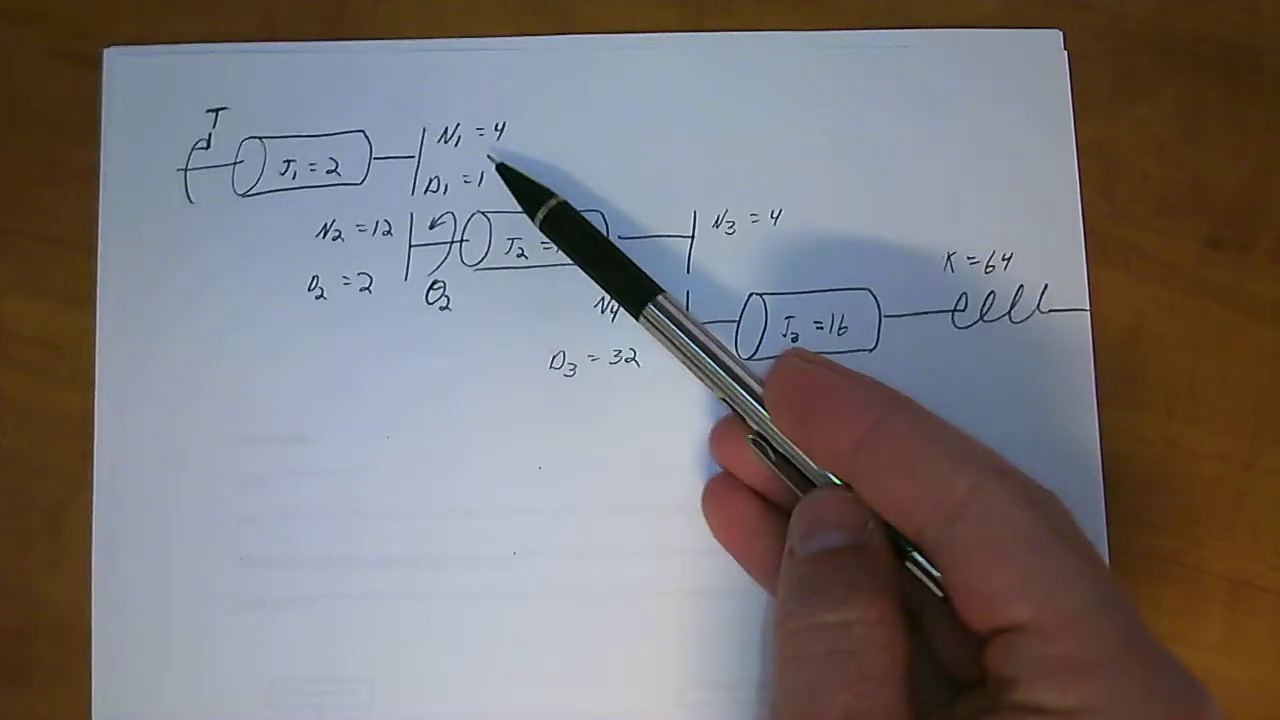 T
J₁ = 2
N₁ = 4
D₁ = 1
N₂ = 12
D₂ = 2
θ₂
J₂ =
N₃ = 4
N₄
D₃ = 32
J₃ = 16
K = 64